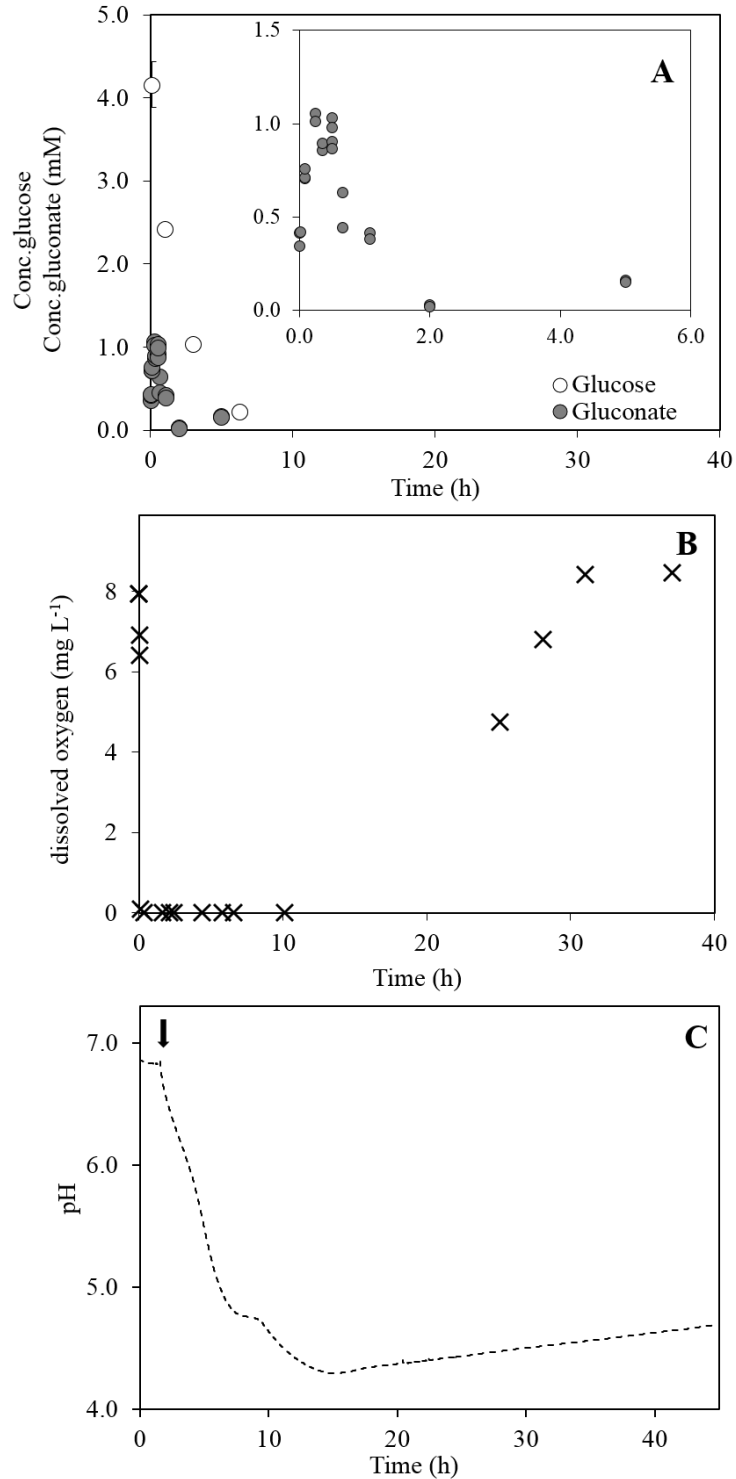 5.0
4.0
3.0
2.0
1.0
0.0
Conc.glucose
Conc.gluconate (mM)
1.5
1.0
0.5
0.0
0.0 2.0 4.0 6.0
A
Glucose
Gluconate
0 10 20 30 40
Time (h)
B
8
6
4
2
0
dissolved oxygen (mg L-1)
0 10 20 30 40
Time (h)
C
7.0
6.0
5.0
4.0
pH
0 10 20 30 40
Time (h)